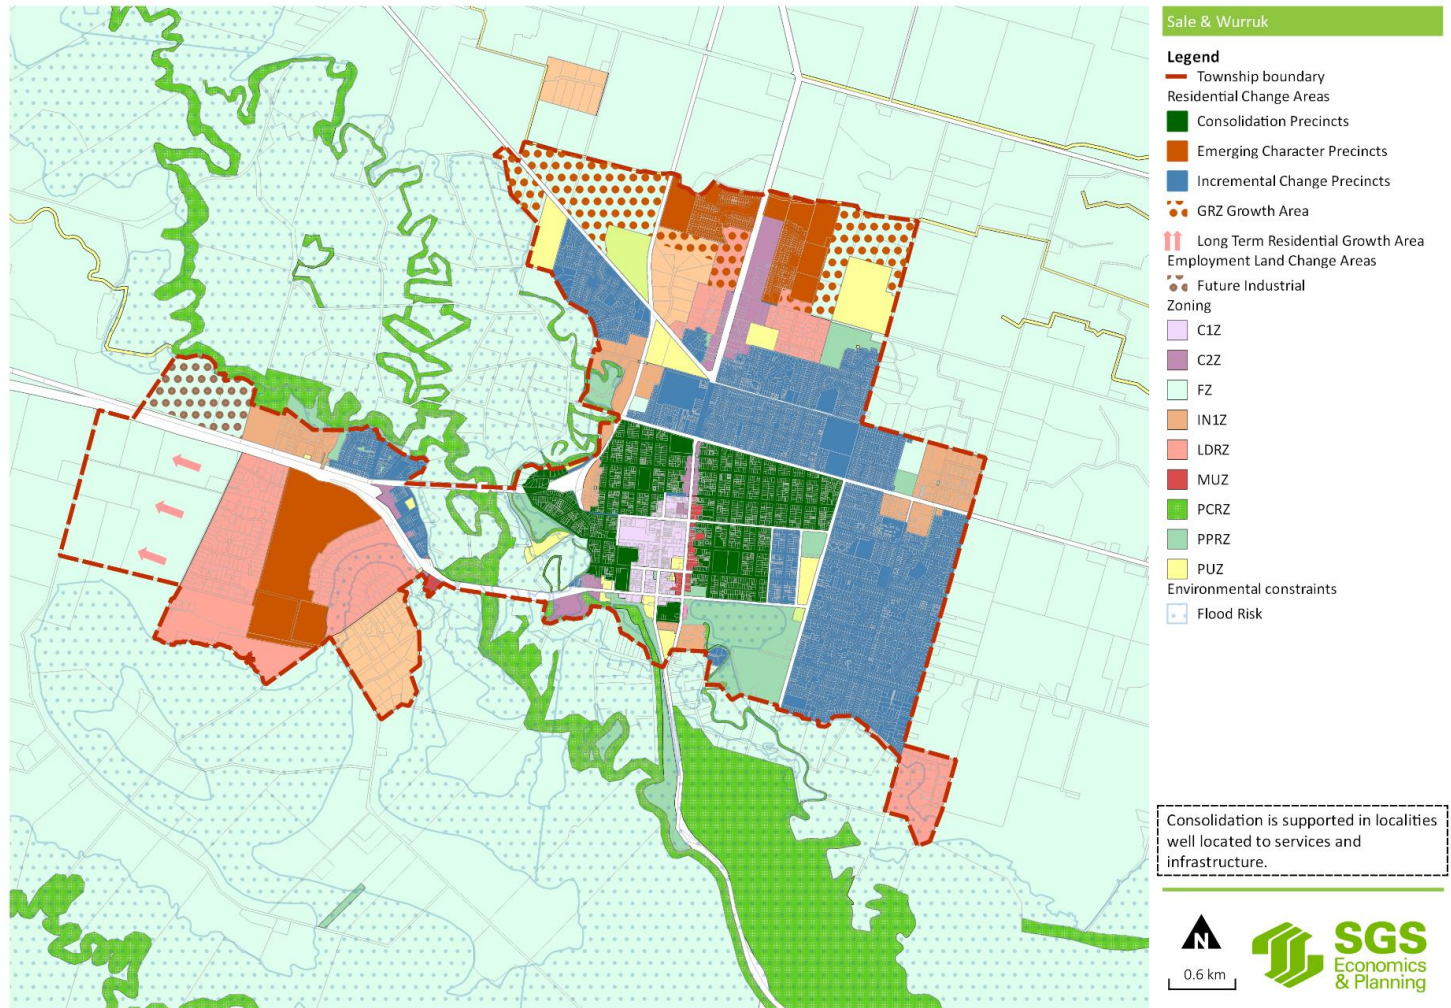 Sale & Wurruk
Legend
Township boundary
Residential Change Areas
Consolidation Precincts
Emerging Character Precincts
Incremental Change Precincts
GRZ Growth Area
Long Term Residential Growth Area
Employment Land Change Areas
Future Industrial
Zoning
C1Z
C2Z
FZ
IN1Z
LDRZ
MUZ
PCRZ
PPRZ
PUZ
Environmental constraints
Flood Risk
Consolidation is supported in localities
well located to services and
infrastructure.
N
0.6 km
SGS
Economics
& Planning